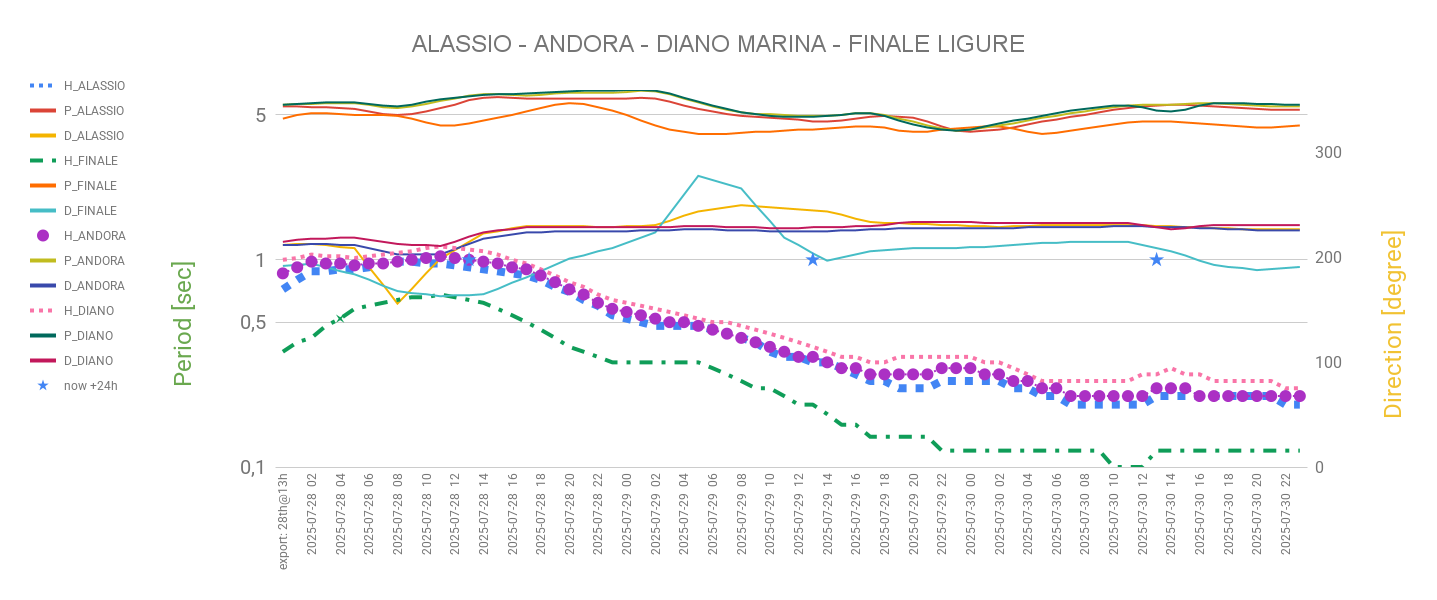 ALASSIO - ANDORA - DIANO MARINA - FINALE LIGURE
H_ALASSIO
P_ALASSIO
D_ALASSIO
H_FINALE
P_FINALE
D_FINALE
H_ANDORA
P_ANDORA
D_ANDORA
H_DIANO
P_DIANO
D_DIANO
now +24h
Period [sec]
5
1
0,5
0,1
300
200
100
0
Direction [degree]
export: 28th@13h
2025-07-28 02
2025-07-28 04
2025-07-28 06
2025-07-28 08
2025-07-28 10
2025-07-28 12
2025-07-28 14
2025-07-28 16
2025-07-28 18
2025-07-28 20
2025-07-28 22
2025-07-29 00
2025-07-29 02
2025-07-29 04
2025-07-29 06
2025-07-29 08
2025-07-29 10
2025-07-29 12
2025-07-29 14
2025-07-29 16
2025-07-29 18
2025-07-29 20
2025-07-29 22
2025-07-30 00
2025-07-30 02
2025-07-30 04
2025-07-30 06
2025-07-30 08
2025-07-30 10
2025-07-30 12
2025-07-30 14
2025-07-30 16
2025-07-30 18
2025-07-30 20
2025-07-30 22